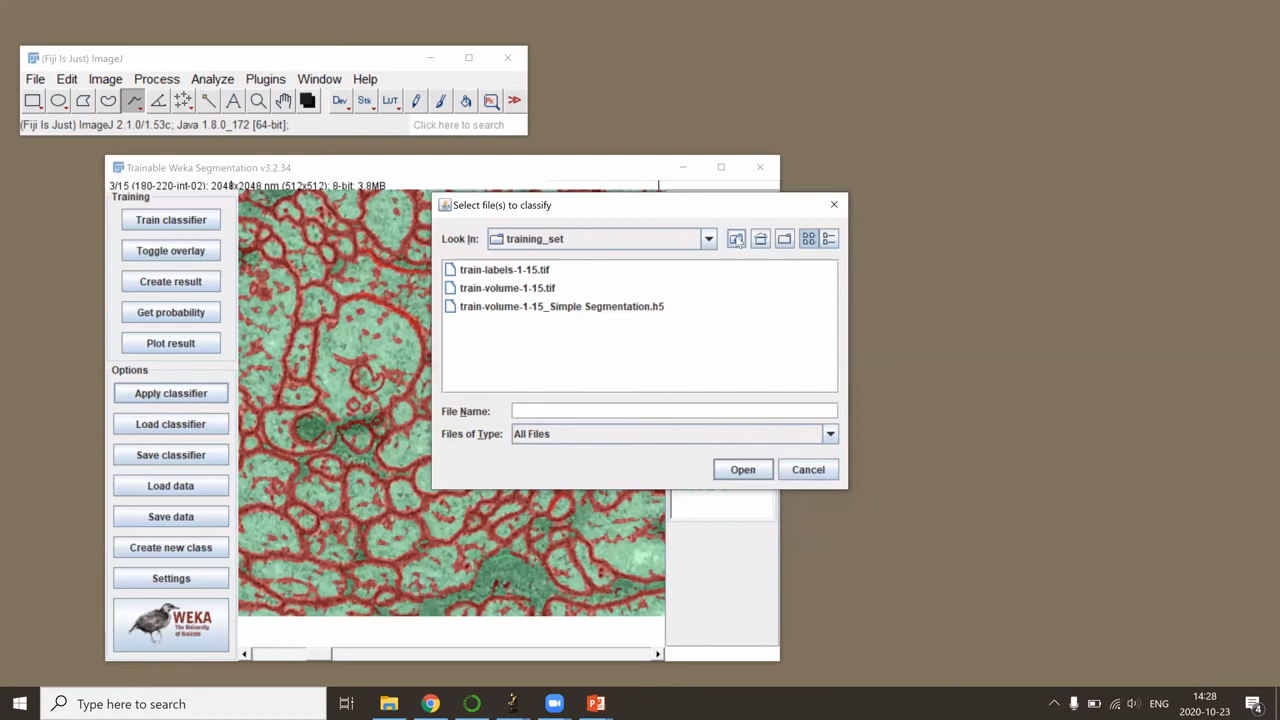 (Fiji Is Just) ImageJ
File Edit Image Process Analyze Plugins Window Help
Dev Stk LUT Px >>
(Fiji Is Just) ImageJ 2.1.0/1.53c; Java 1.8.0_172 [64-bit];
Click here to search
Trainable Weka Segmentation v3.2.34
3/15 (180-220-int-02): 2048x2048 nm (512x512); 8-bit; 3.8MB
Training
Train classifier
Toggle overlay
Create result
Get probability
Plot result
Options
Apply classifier
Load classifier
Save classifier
Load data
Save data
Create new class
Settings
WEKA
The University
of Waikato
Select file(s) to classify
Look In: training_set
train-labels-1-15.tif
train-volume-1-15.tif
train-volume-1-15_Simple Segmentation.h5
File Name:
Files of Type: All Files
Open Cancel
Type here to search
ENG
14:28
2020-10-23
4